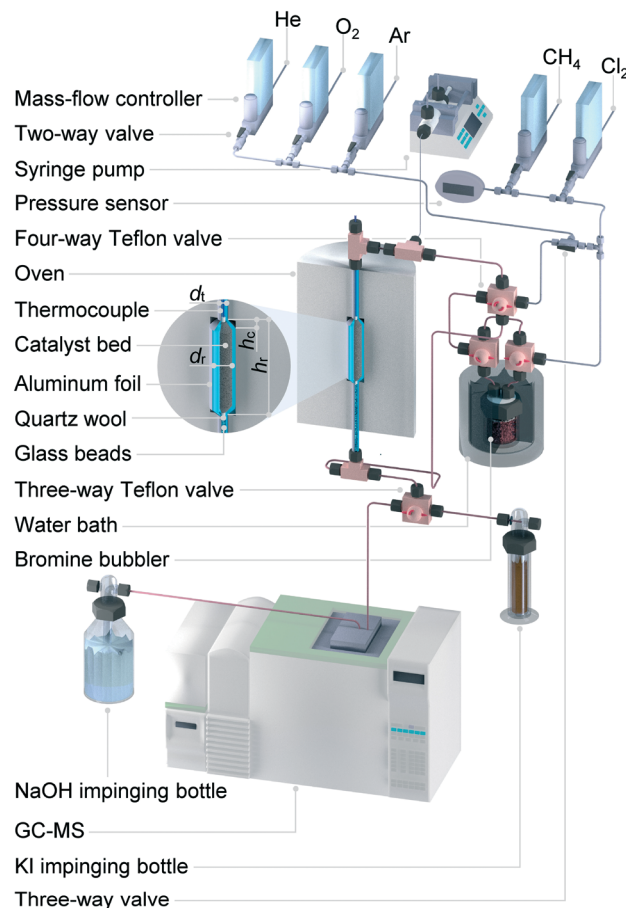 He
O2
Ar
CH4
Cl2
Mass-flow controller
Two-way valve
Syringe pump
Pressure sensor
Four-way Teflon valve
Oven
Thermocouple
Catalyst bed
Aluminum foil
Quartz wool
Glass beads
dt
hc
dr
hr
Three-way Teflon valve
Water bath
Bromine bubbler
NaOH impinging bottle
GC-MS
KI impinging bottle
Three-way valve